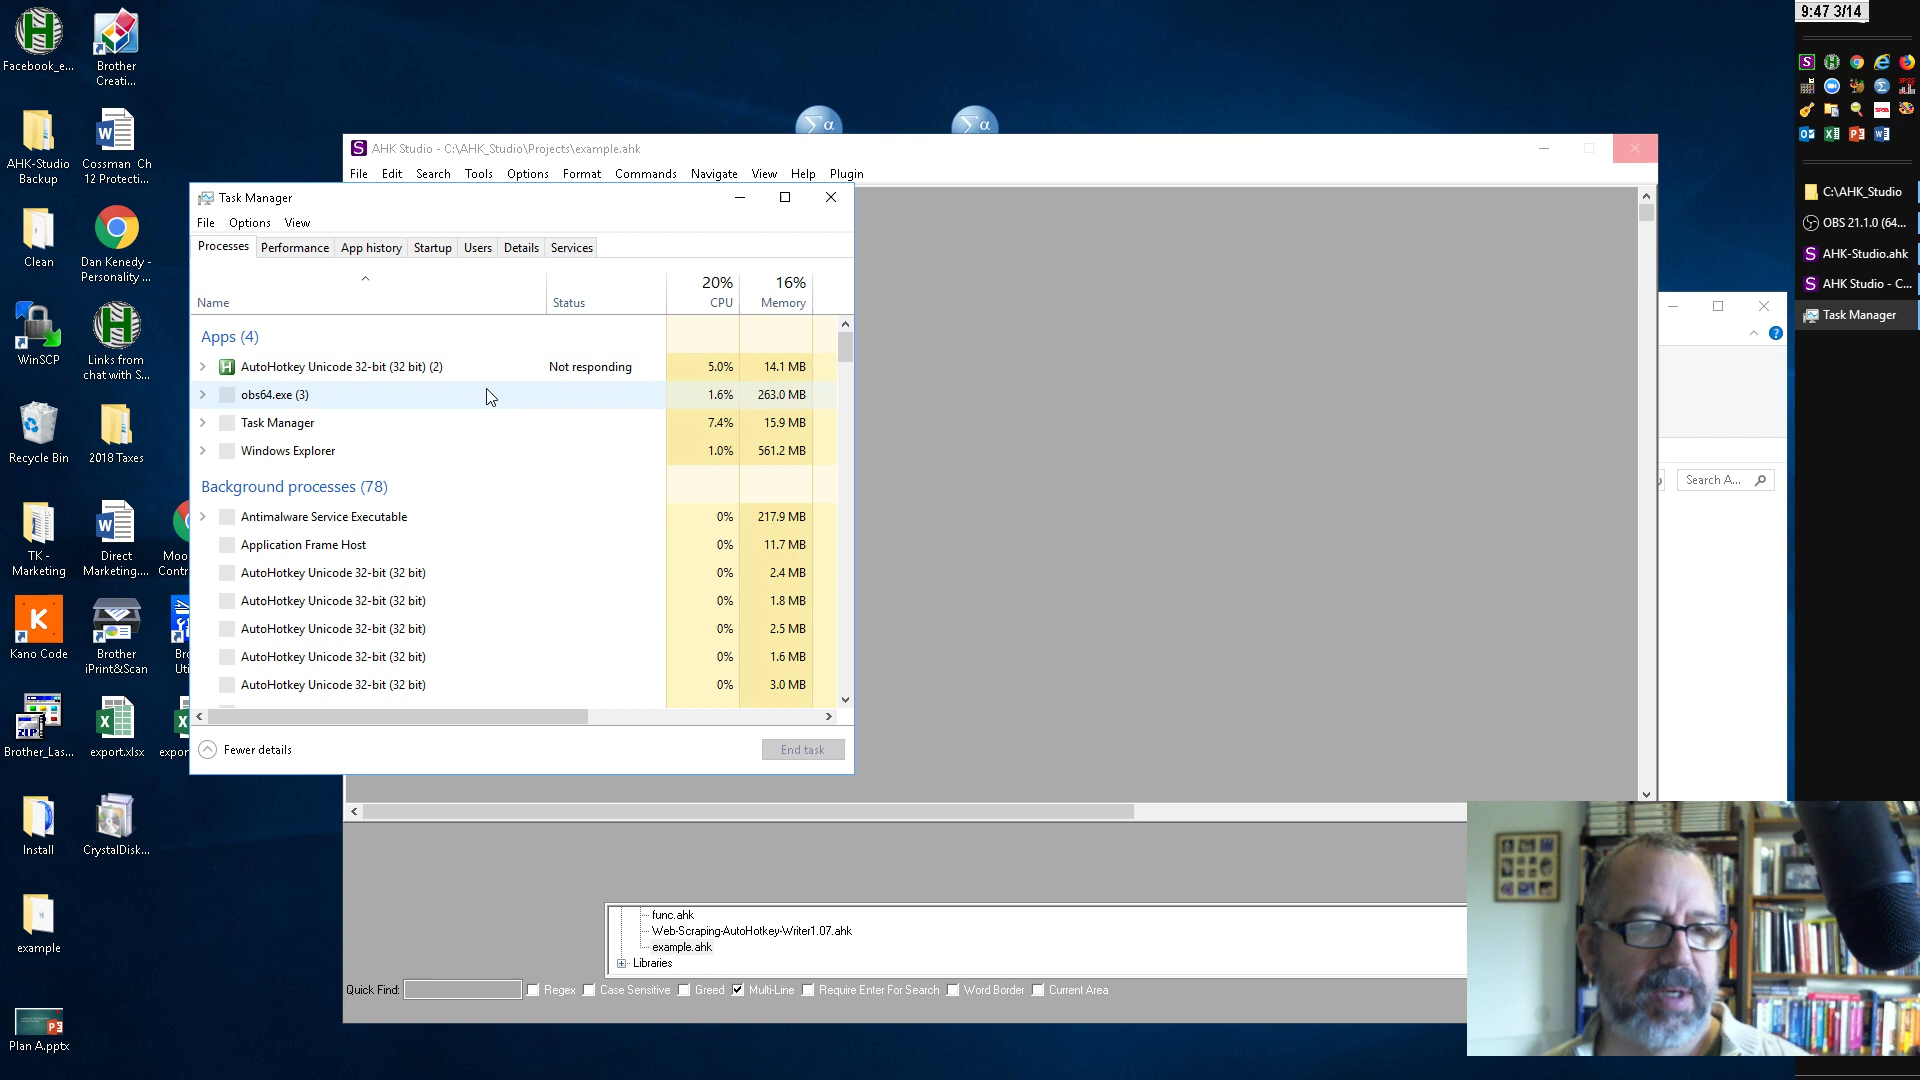 9:47 3/14
Facebook_e...
Brother
Creati...
AHK-Studio
Backup
Cossman_Ch
12 Protecti...
Clean
Dan Kenedy -
Personality ...
WinSCP
Links from
chat with S...
Recycle Bin
2018 Taxes
TK -
Marketing
Direct
Marketing....
Kano Code
Brother
iPrint&Scan
Brother_Las...
export.xlsx
Install
CrystalDisk...
example
Plan A.pptx
AHK Studio - C:\AHK_Studio\Projects\example.ahk
File Edit Search Tools Options Format Commands Navigate View Help Plugin
Task Manager
File Options View
Processes Performance App history Startup Users Details Services
20% 16%
Name Status CPU Memory
Apps (4)
AutoHotkey Unicode 32-bit (32 bit) (2) Not responding 5.0% 14.1 MB
obs64.exe (3) 1.6% 263.0 MB
Task Manager 7.4% 15.9 MB
Windows Explorer 1.0% 561.2 MB
Background processes (78)
Antimalware Service Executable 0% 217.9 MB
Application Frame Host 0% 11.7 MB
AutoHotkey Unicode 32-bit (32 bit) 0% 2.4 MB
AutoHotkey Unicode 32-bit (32 bit) 0% 1.8 MB
AutoHotkey Unicode 32-bit (32 bit) 0% 2.5 MB
AutoHotkey Unicode 32-bit (32 bit) 0% 1.6 MB
AutoHotkey Unicode 32-bit (32 bit) 0% 3.0 MB
Fewer details End task
func.ahk
Web-Scraping-AutoHotkey-Writer1.07.ahk
example.ahk
Libraries
Quick Find: Regex Case Sensitive Greed Multi-Line Require Enter For Search Word Border Current Area
Search A...
C:\AHK_Studio
OBS 21.1.0 (64...
AHK-Studio.ahk
AHK Studio - C...
Task Manager